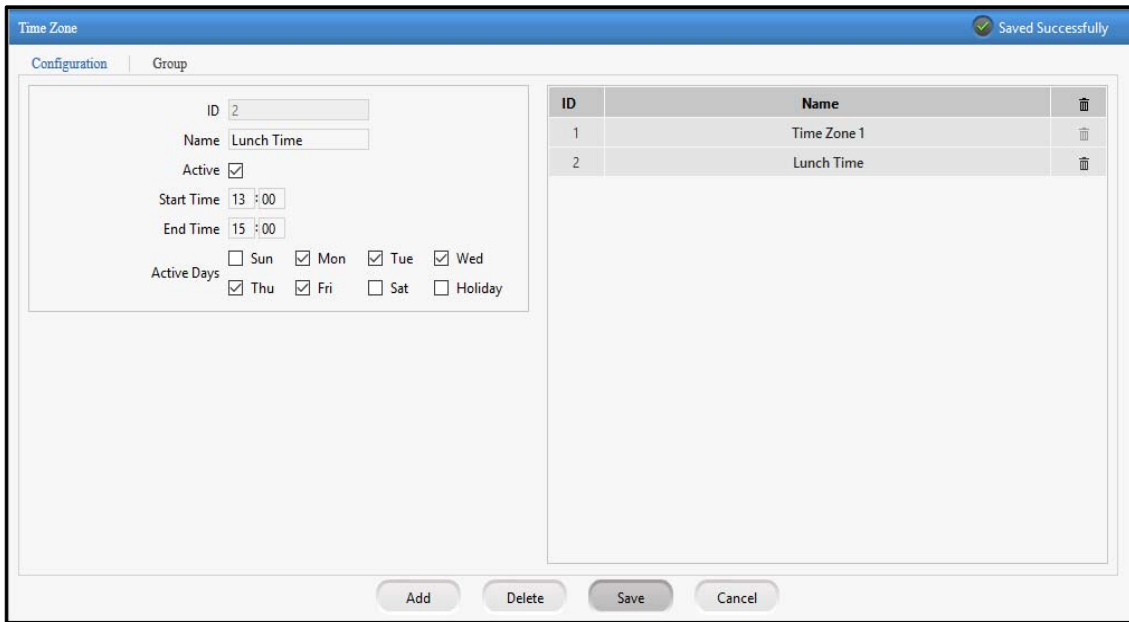 Time Zone Saved Successfully
Configuration Group
ID 2
Name Lunch Time
Active
Start Time 13 : 00
End Time 15 : 00
Active Days
Sun Mon Tue Wed
Thu Fri Sat Holiday
ID Name
1 Time Zone 1
2 Lunch Time
Add Delete Save Cancel